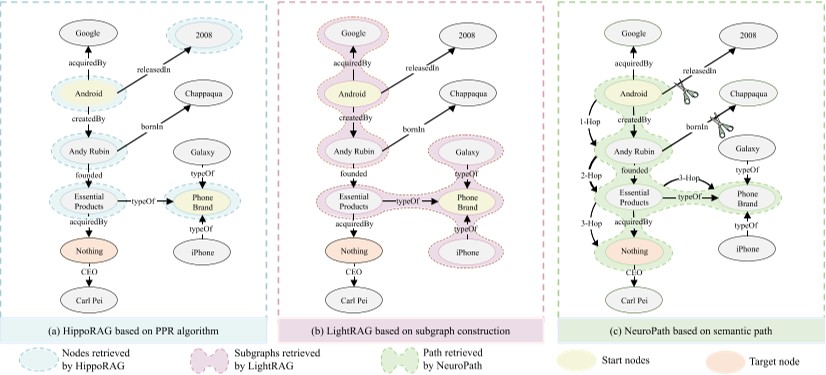 Google
2008
acquiredBy
releasedIn
Android
Chappaqua
createdBy
bornIn
Andy Rubin
Galaxy
founded
typeOf
Essential
Products
typeOf
Phone
Brand
acquiredBy
typeOf
Nothing
iPhone
CEO
Carl Pei
(a) HippoRAG based on PPR algorithm
Google
2008
acquiredBy
releasedIn
Android
Chappaqua
createdBy
bornIn
Andy Rubin
Galaxy
founded
typeOf
Essential
Products
typeOf
Phone
Brand
acquiredBy
typeOf
Nothing
iPhone
CEO
Carl Pei
(b) LightRAG based on subgraph construction
Google
2008
acquiredBy
releasedIn
Android
Chappaqua
1-Hop
createdBy
bornIn
Andy Rubin
Galaxy
2-Hop
founded
3-Hop
typeOf
Essential
Products
typeOf
Phone
Brand
3-Hop
acquiredBy
typeOf
Nothing
iPhone
CEO
Carl Pei
(c) NeuroPath based on semantic path
Nodes retrieved
by HippoRAG
Subgraphs retrieved
by LightRAG
Path retrieved
by NeuroPath
Start nodes
Target node